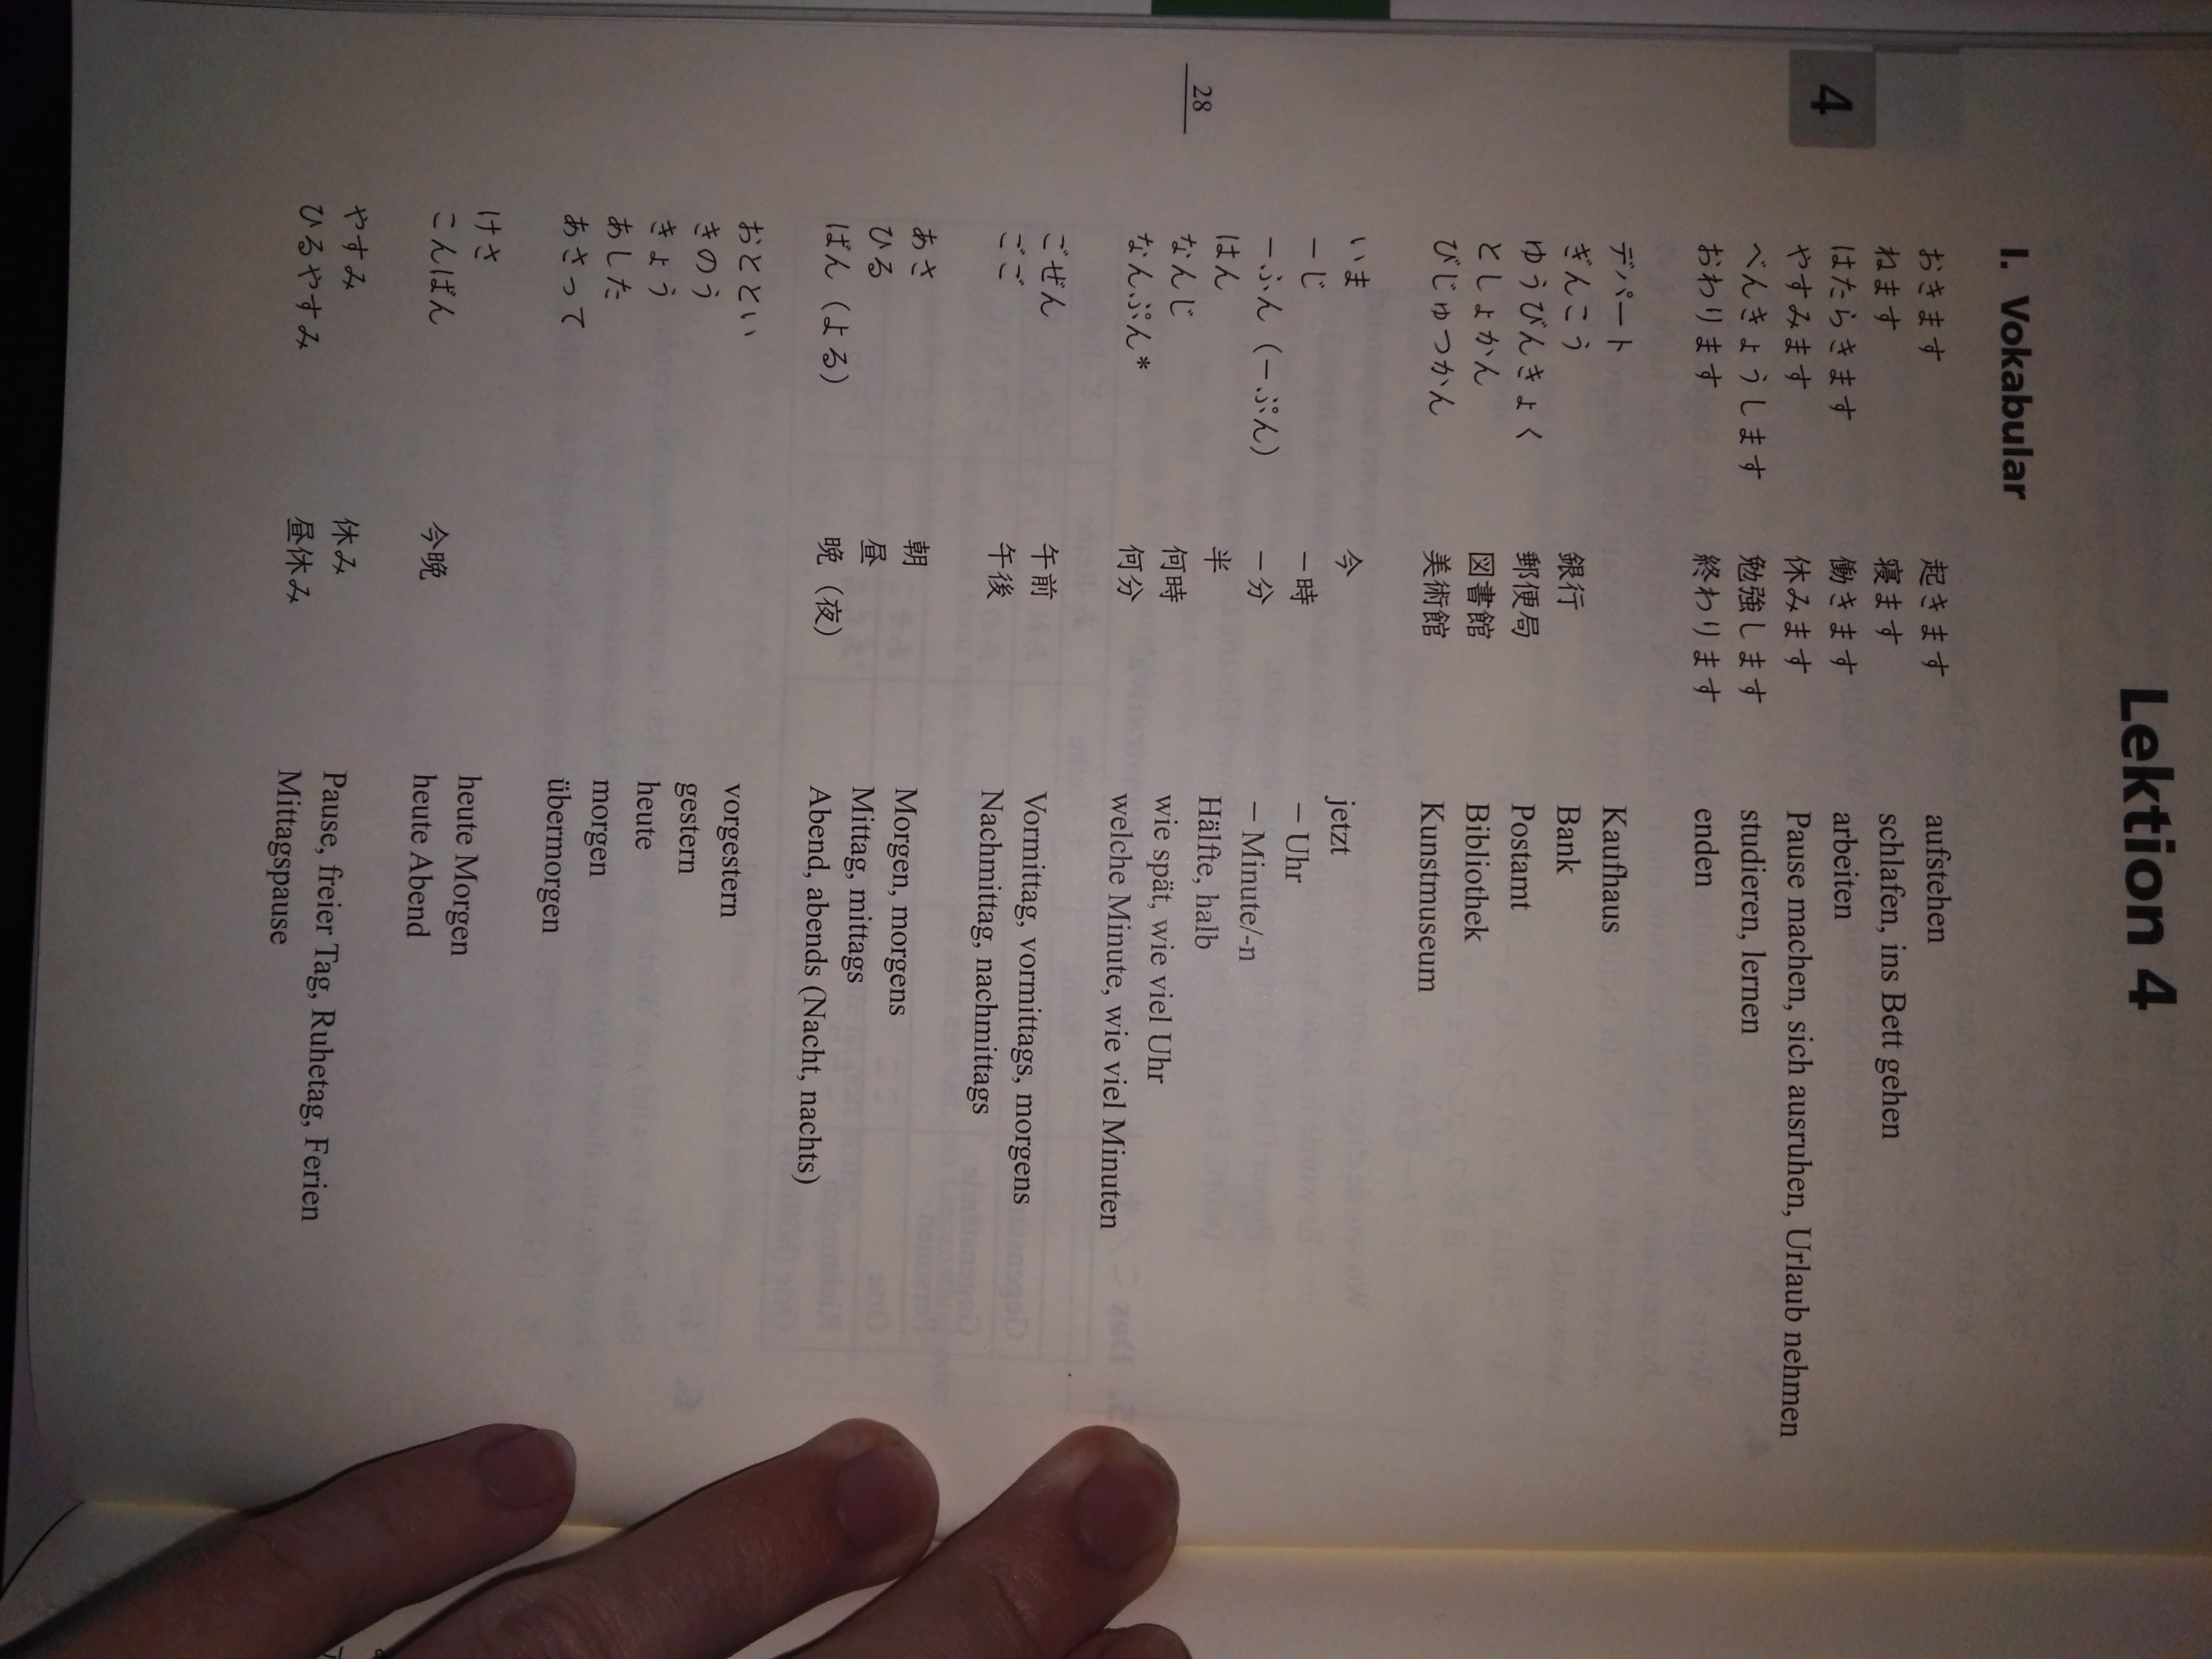 Lektion 4
I. Vokabular
おきます 起きます aufstehen
ねます 寝ます schlafen, ins Bett gehen
はたらきます 働きます arbeiten
やすみます 休みます Pause machen, sich ausruhen, Urlaub nehmen
べんきょうします 勉強します studieren, lernen
おわります 終わります enden
デパート Kaufhaus
ぎんこう 銀行 Bank
ゆうびんきょく 郵便局 Postamt
としょかん 図書館 Bibliothek
びじゅつかん 美術館 Kunstmuseum
いま 今 jetzt
－じ －時 – Uhr
－ふん（－ぷん） －分 – Minute/-n
はん 半 Hälfte, halb
なんじ 何時 wie spät, wie viel Uhr
なんぷん* 何分 welche Minute, wie viel Minuten
ごぜん 午前 Vormittag, vormittags, morgens
ごご 午後 Nachmittag, nachmittags
あさ 朝 Morgen, morgens
ひる 昼 Mittag, mittags
ばん（よる） 晩（夜） Abend, abends (Nacht, nachts)
おととい vorgestern
きのう gestern
きょう heute
あした morgen
あさって übermorgen
けさ heute Morgen
こんばん 今晩 heute Abend
やすみ 休み Pause, freier Tag, Ruhetag, Ferien
ひるやすみ 昼休み Mittagspause
4
28